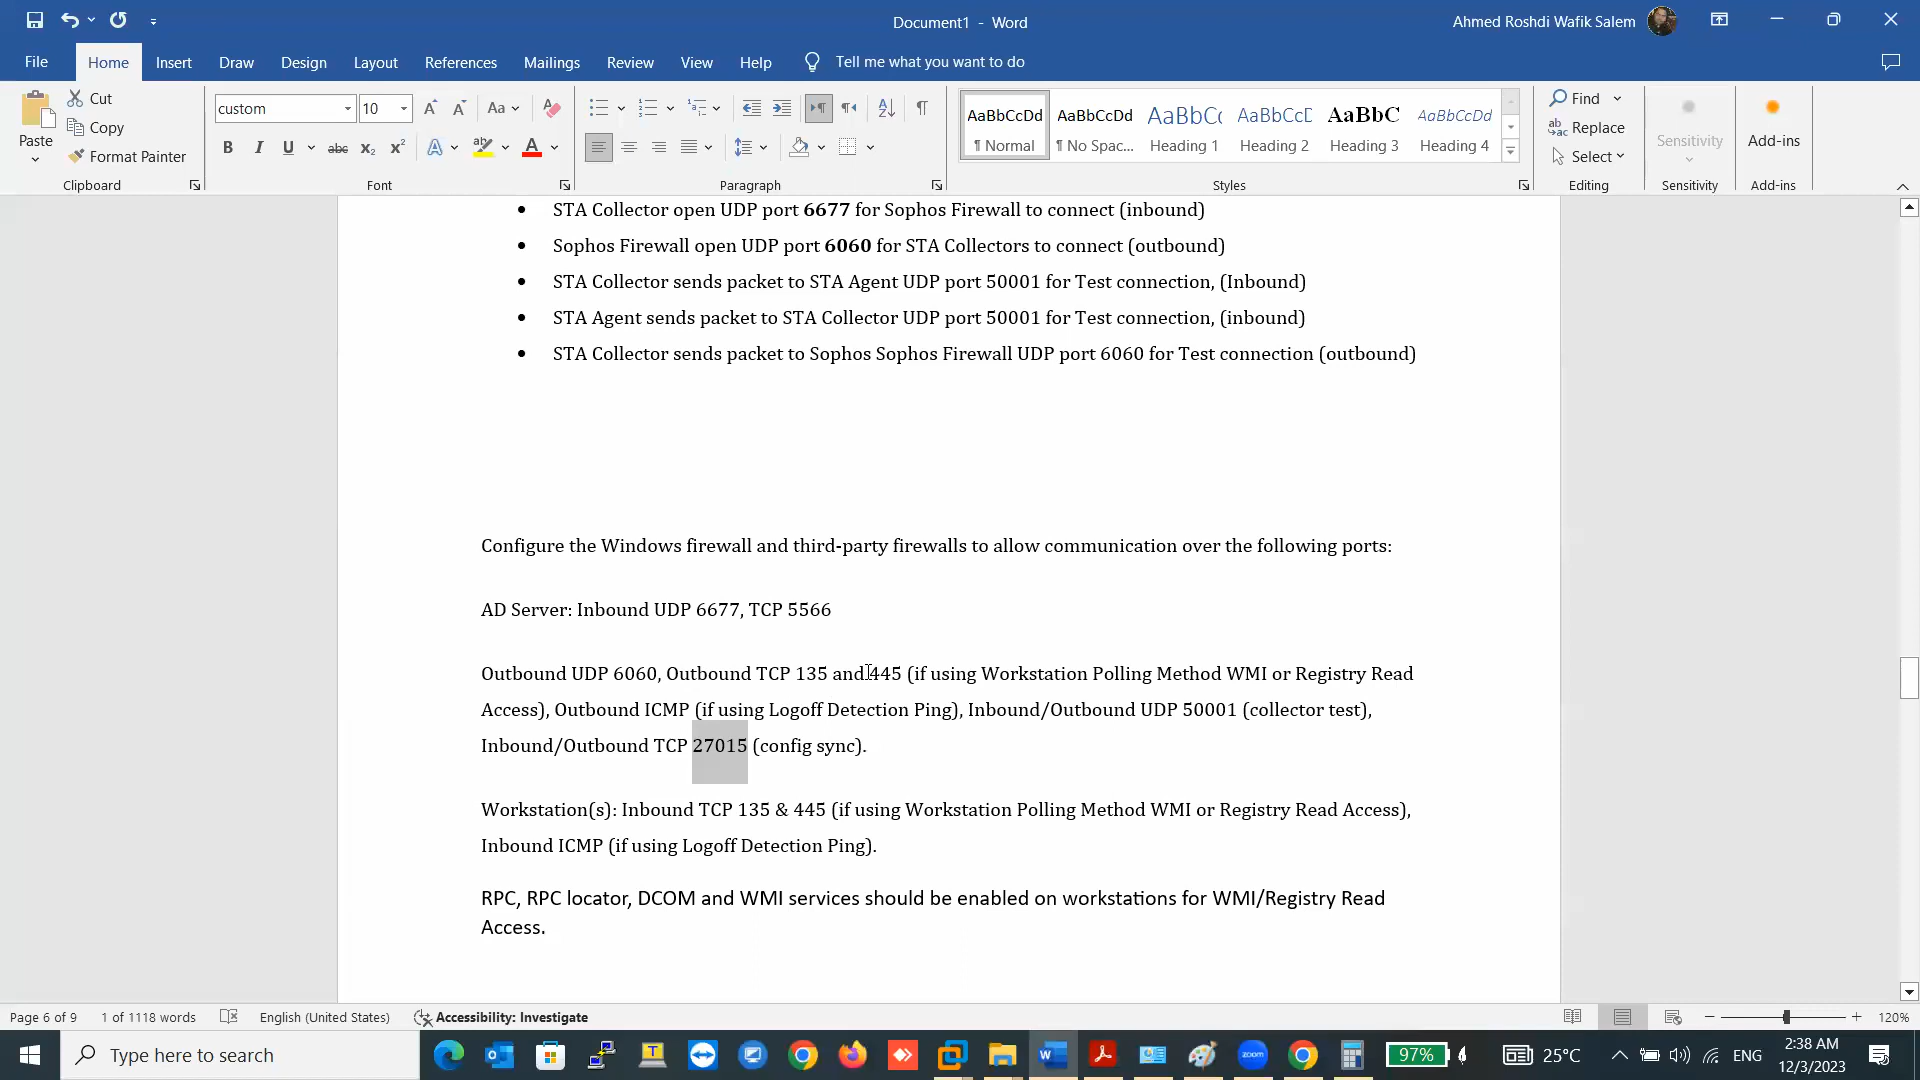 Document1 - Word
Ahmed Roshdi Wafik Salem
File Home Insert Draw Design Layout References Mailings Review View Help Tell me what you want to do
Paste
Cut
Copy
Format Painter
Clipboard
custom 10
Font
Paragraph
AaBbCcDd AaBbCcDd AaBbCc AaBbCcD AaBbC AaBbCcDd
¶ Normal ¶ No Spac... Heading 1 Heading 2 Heading 3 Heading 4
Styles
Find
Replace
Select
Editing
Sensitivity
Sensitivity
Add-ins
Add-ins
• STA Collector open UDP port 6677 for Sophos Firewall to connect (inbound)
• Sophos Firewall open UDP port 6060 for STA Collectors to connect (outbound)
• STA Collector sends packet to STA Agent UDP port 50001 for Test connection, (Inbound)
• STA Agent sends packet to STA Collector UDP port 50001 for Test connection, (inbound)
• STA Collector sends packet to Sophos Sophos Firewall UDP port 6060 for Test connection (outbound)
Configure the Windows firewall and third-party firewalls to allow communication over the following ports:
AD Server: Inbound UDP 6677, TCP 5566
Outbound UDP 6060, Outbound TCP 135 and 445 (if using Workstation Polling Method WMI or Registry Read
Access), Outbound ICMP (if using Logoff Detection Ping), Inbound/Outbound UDP 50001 (collector test),
Inbound/Outbound TCP 27015 (config sync).
Workstation(s): Inbound TCP 135 & 445 (if using Workstation Polling Method WMI or Registry Read Access),
Inbound ICMP (if using Logoff Detection Ping).
RPC, RPC locator, DCOM and WMI services should be enabled on workstations for WMI/Registry Read
Access.
Page 6 of 9 1 of 1118 words English (United States) Accessibility: Investigate 120%
Type here to search
97% 25°C ENG
2:38 AM
12/3/2023